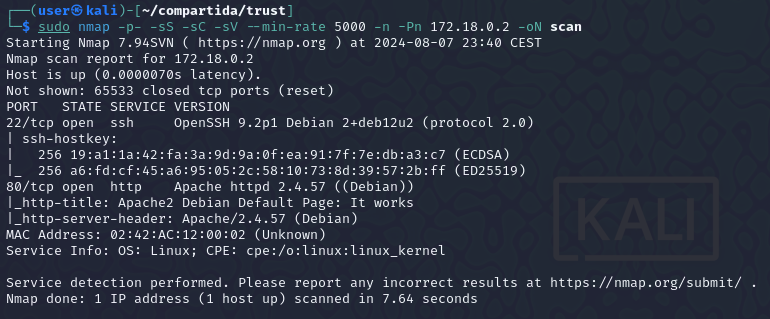 ┌──(user㉿kali)-[~/compartida/trust]
└─$ sudo nmap -p- -sS -sC -sV --min-rate 5000 -n -Pn 172.18.0.2 -oN scan
Starting Nmap 7.94SVN ( https://nmap.org ) at 2024-08-07 23:40 CEST
Nmap scan report for 172.18.0.2
Host is up (0.0000070s latency).
Not shown: 65533 closed tcp ports (reset)
PORT   STATE SERVICE VERSION
22/tcp open  ssh     OpenSSH 9.2p1 Debian 2+deb12u2 (protocol 2.0)
| ssh-hostkey:
|   256 19:a1:1a:42:fa:3a:9d:9a:0f:ea:91:7f:7e:db:a3:c7 (ECDSA)
|_  256 a6:fd:cf:45:a6:95:05:2c:58:10:73:8d:39:57:2b:ff (ED25519)
80/tcp open  http    Apache httpd 2.4.57 ((Debian))
|_http-title: Apache2 Debian Default Page: It works
|_http-server-header: Apache/2.4.57 (Debian)
MAC Address: 02:42:AC:12:00:02 (Unknown)
Service Info: OS: Linux; CPE: cpe:/o:linux:linux_kernel
KALI
Service detection performed. Please report any incorrect results at https://nmap.org/submit/ .
Nmap done: 1 IP address (1 host up) scanned in 7.64 seconds